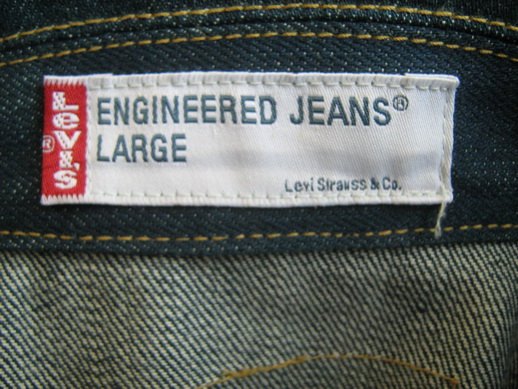 Levi's®
ENGINEERED JEANS®
LARGE
Levi Strauss & Co.